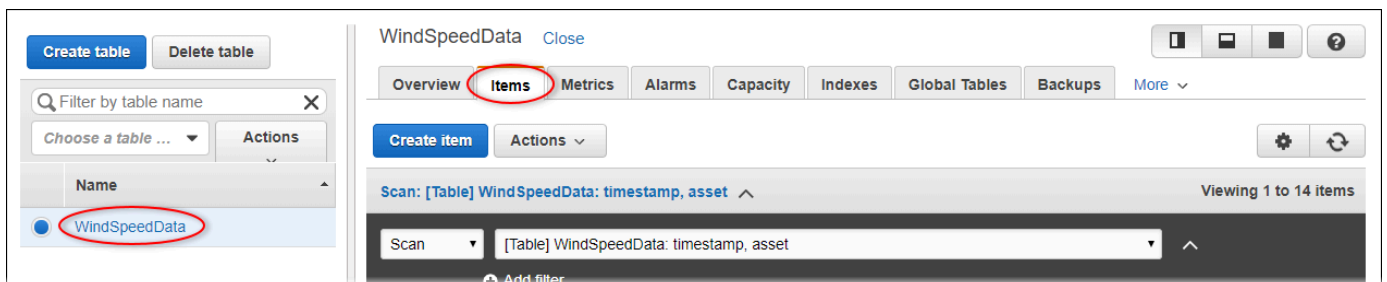 Create table Delete table
Filter by table name
Choose a table ... Actions
Name
WindSpeedData
WindSpeedData Close
Overview Items Metrics Alarms Capacity Indexes Global Tables Backups More
Create item Actions
Scan: [Table] WindSpeedData: timestamp, asset Viewing 1 to 14 items
Scan [Table] WindSpeedData: timestamp, asset
Add filter